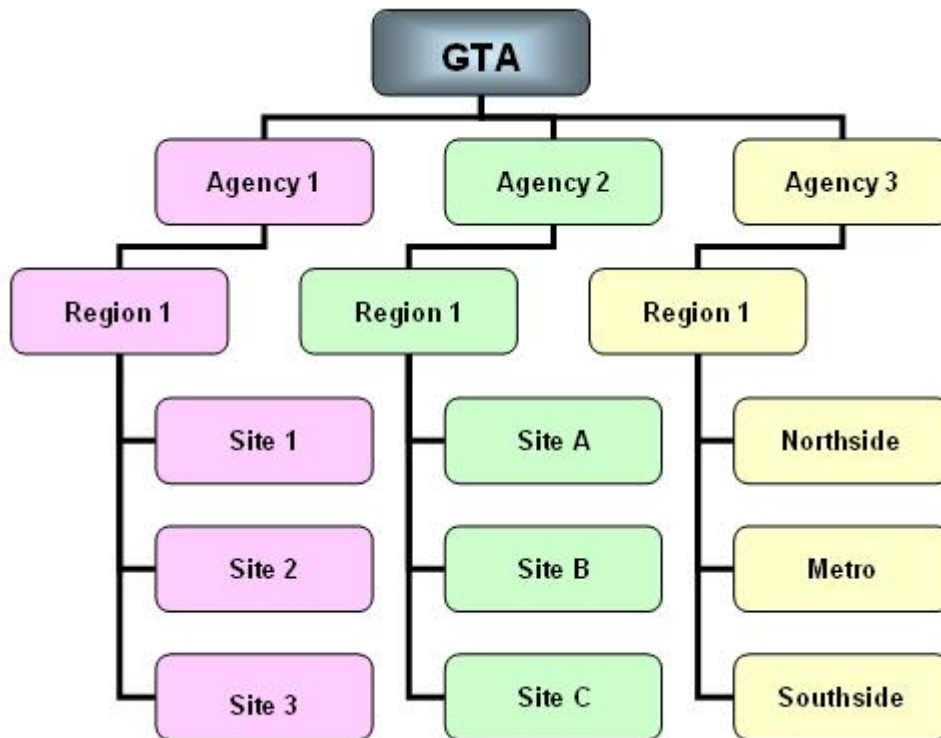 GTA
Agency 1
Agency 2
Agency 3
Region 1
Region 1
Region 1
Site 1
Site A
Northside
Site 2
Site B
Metro
Site 3
Site C
Southside